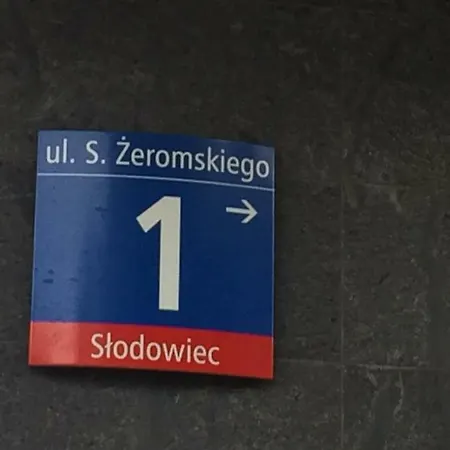 ul. S. Żeromskiego
1 →
Słodowiec